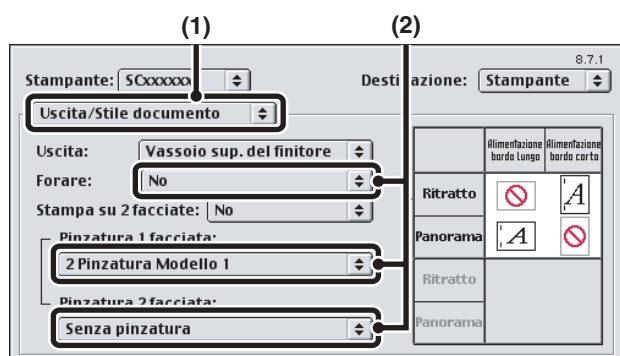 (1) (2)
8.7.1
Stampante: SCxxxxxx Destinazione: Stampante
Uscita/Stile documento
Alimentazione bordo Lungo Alimentazione bordo corto
Uscita: Vassoio sup. del finitore
Forare: No
Ritratto A
Stampa su 2 facciate: No
Pinzatura 1 facciata:
Panorama A
2 Pinzatura Modello 1
Ritratto
Pinzatura 2 facciata:
Senza pinzatura
Panorama